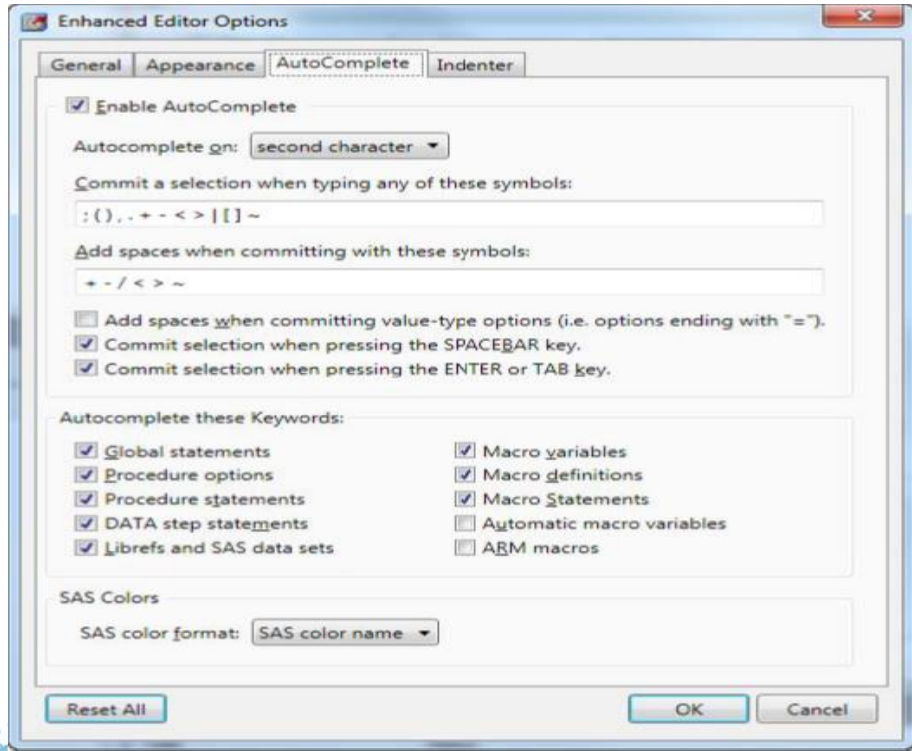 Enhanced Editor Options
General Appearance AutoComplete Indenter
Enable AutoComplete
Autocomplete on: second character
Commit a selection when typing any of these symbols:
; ( ) , . + - < > | [ ] ~
Add spaces when committing with these symbols:
+ - / < > ~
Add spaces when committing value-type options (i.e. options ending with "=").
Commit selection when pressing the SPACEBAR key.
Commit selection when pressing the ENTER or TAB key.
Autocomplete these Keywords:
Global statements
Procedure options
Procedure statements
DATA step statements
Librefs and SAS data sets
Macro variables
Macro definitions
Macro Statements
Automatic macro variables
ARM macros
SAS Colors
SAS color format: SAS color name
Reset All OK Cancel